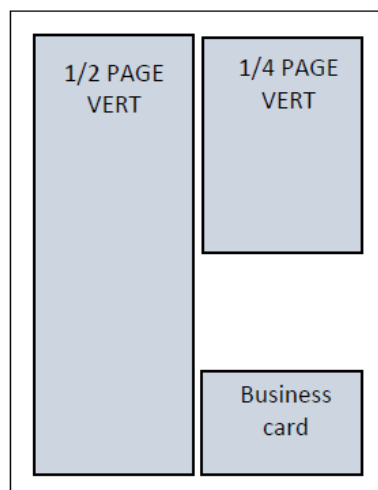 1/2 PAGE
VERT
1/4 PAGE
VERT
Business
card